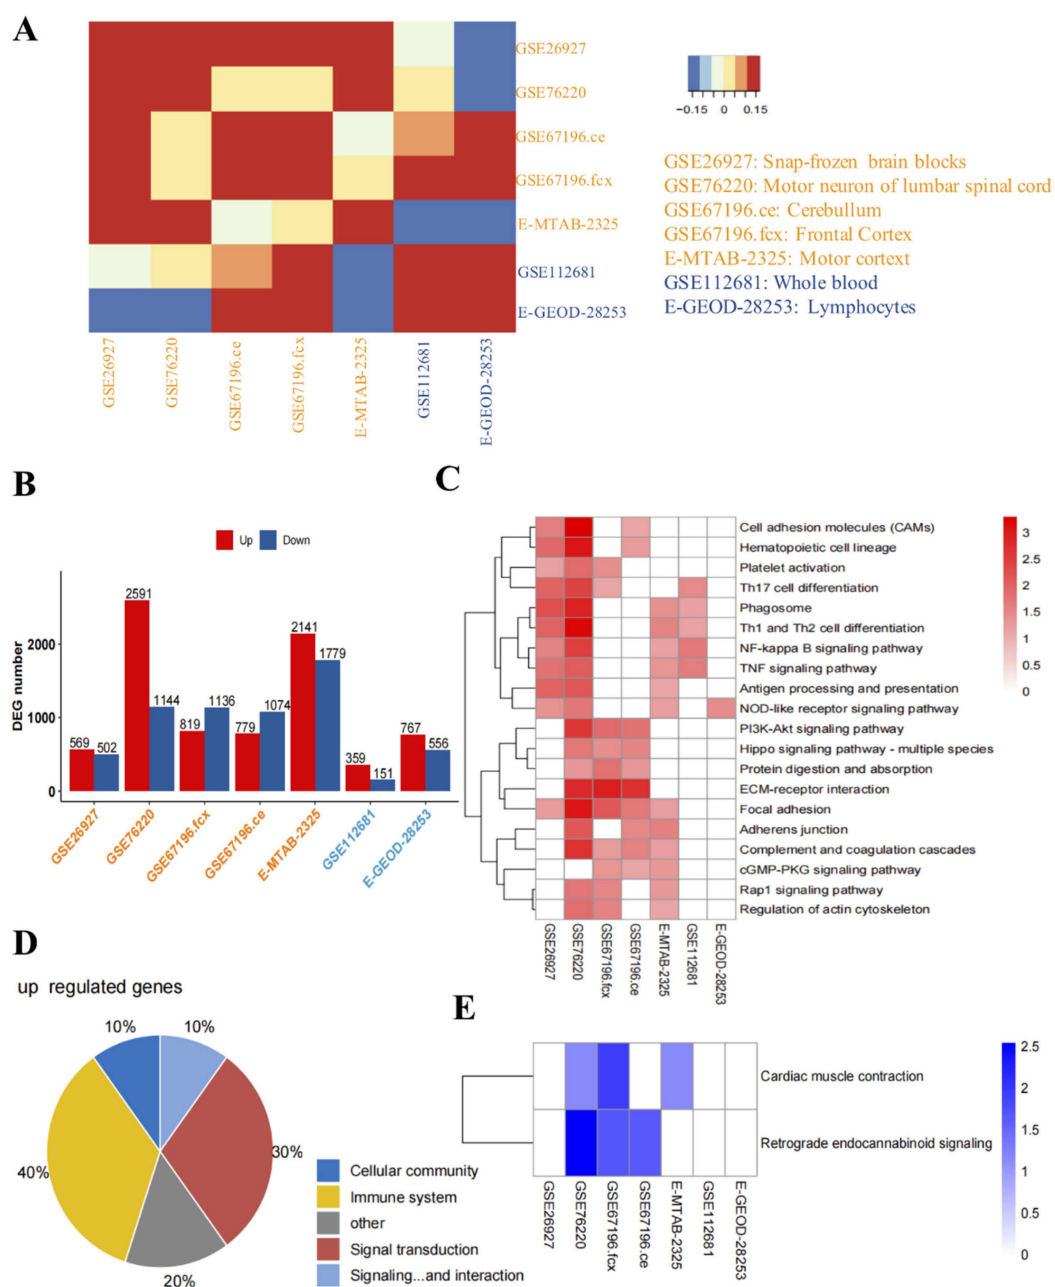 A
GSE26927
GSE76220
GSE67196.ce
GSE67196.fcx
E-MTAB-2325
GSE112681
E-GEOD-28253
−0.15 0 0.15
GSE26927: Snap-frozen brain blocks
GSE76220: Motor neuron of lumbar spinal cord
GSE67196.ce: Cerebullum
GSE67196.fcx: Frontal Cortex
E-MTAB-2325: Motor cortext
GSE112681: Whole blood
E-GEOD-28253: Lymphocytes
GSE26927
GSE76220
GSE67196.ce
GSE67196.fcx
E-MTAB-2325
GSE112681
E-GEOD-28253
B
Up Down
DEG number
2000
1000
0
569 502
2591 1144
819 1136
779 1074
2141 1779
359 151
767 556
GSE26927
GSE76220
GSE67196.fcx
GSE67196.ce
E-MTAB-2325
GSE112681
E-GEOD-28253
C
Cell adhesion molecules (CAMs)
Hematopoietic cell lineage
Platelet activation
Th17 cell differentiation
Phagosome
Th1 and Th2 cell differentiation
NF-kappa B signaling pathway
TNF signaling pathway
Antigen processing and presentation
NOD-like receptor signaling pathway
PI3K-Akt signaling pathway
Hippo signaling pathway - multiple species
Protein digestion and absorption
ECM-receptor interaction
Focal adhesion
Adherens junction
Complement and coagulation cascades
cGMP-PKG signaling pathway
Rap1 signaling pathway
Regulation of actin cytoskeleton
3
2.5
2
1.5
1
0.5
0
GSE26927
GSE76220
GSE67196.fcx
GSE67196.ce
E-MTAB-2325
GSE112681
E-GEOD-28253
D
up regulated genes
10%
10%
30%
40%
20%
Cellular community
Immune system
other
Signal transduction
Signaling...and interaction
E
Cardiac muscle contraction
Retrograde endocannabinoid signaling
2.5
2
1.5
1
0.5
0
GSE26927
GSE76220
GSE67196.fcx
GSE67196.ce
E-MTAB-2325
GSE112681
E-GEOD-28253